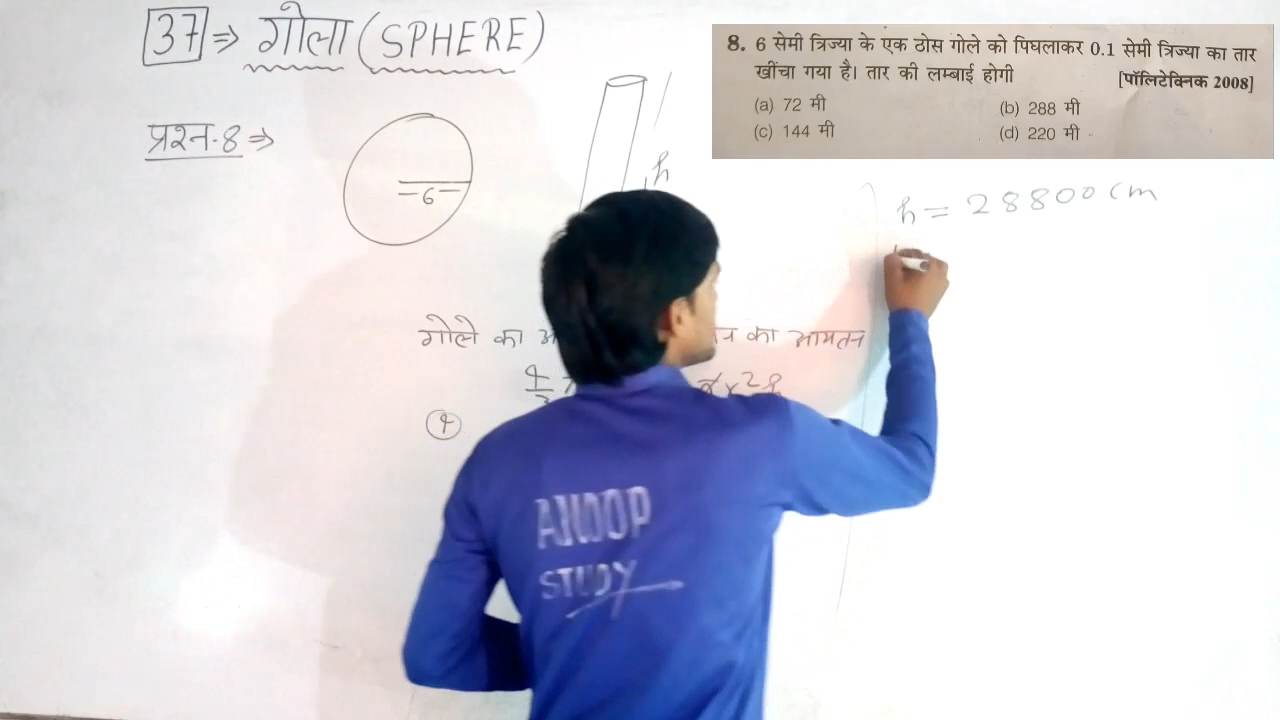 37 ⇒ गोला (SPHERE)
8. 6 सेमी त्रिज्या के एक ठोस गोले को पिघलाकर 0.1 सेमी त्रिज्या का तार
खींचा गया है। तार की लम्बाई होगी [पॉलिटेक्निक 2008]
(a) 72 मी (b) 288 मी
(c) 144 मी (d) 220 मी
प्रश्न-8 ⇒
6
h
h = 28800 cm
गोले का का आयतन
4
ANOOP
STUDY